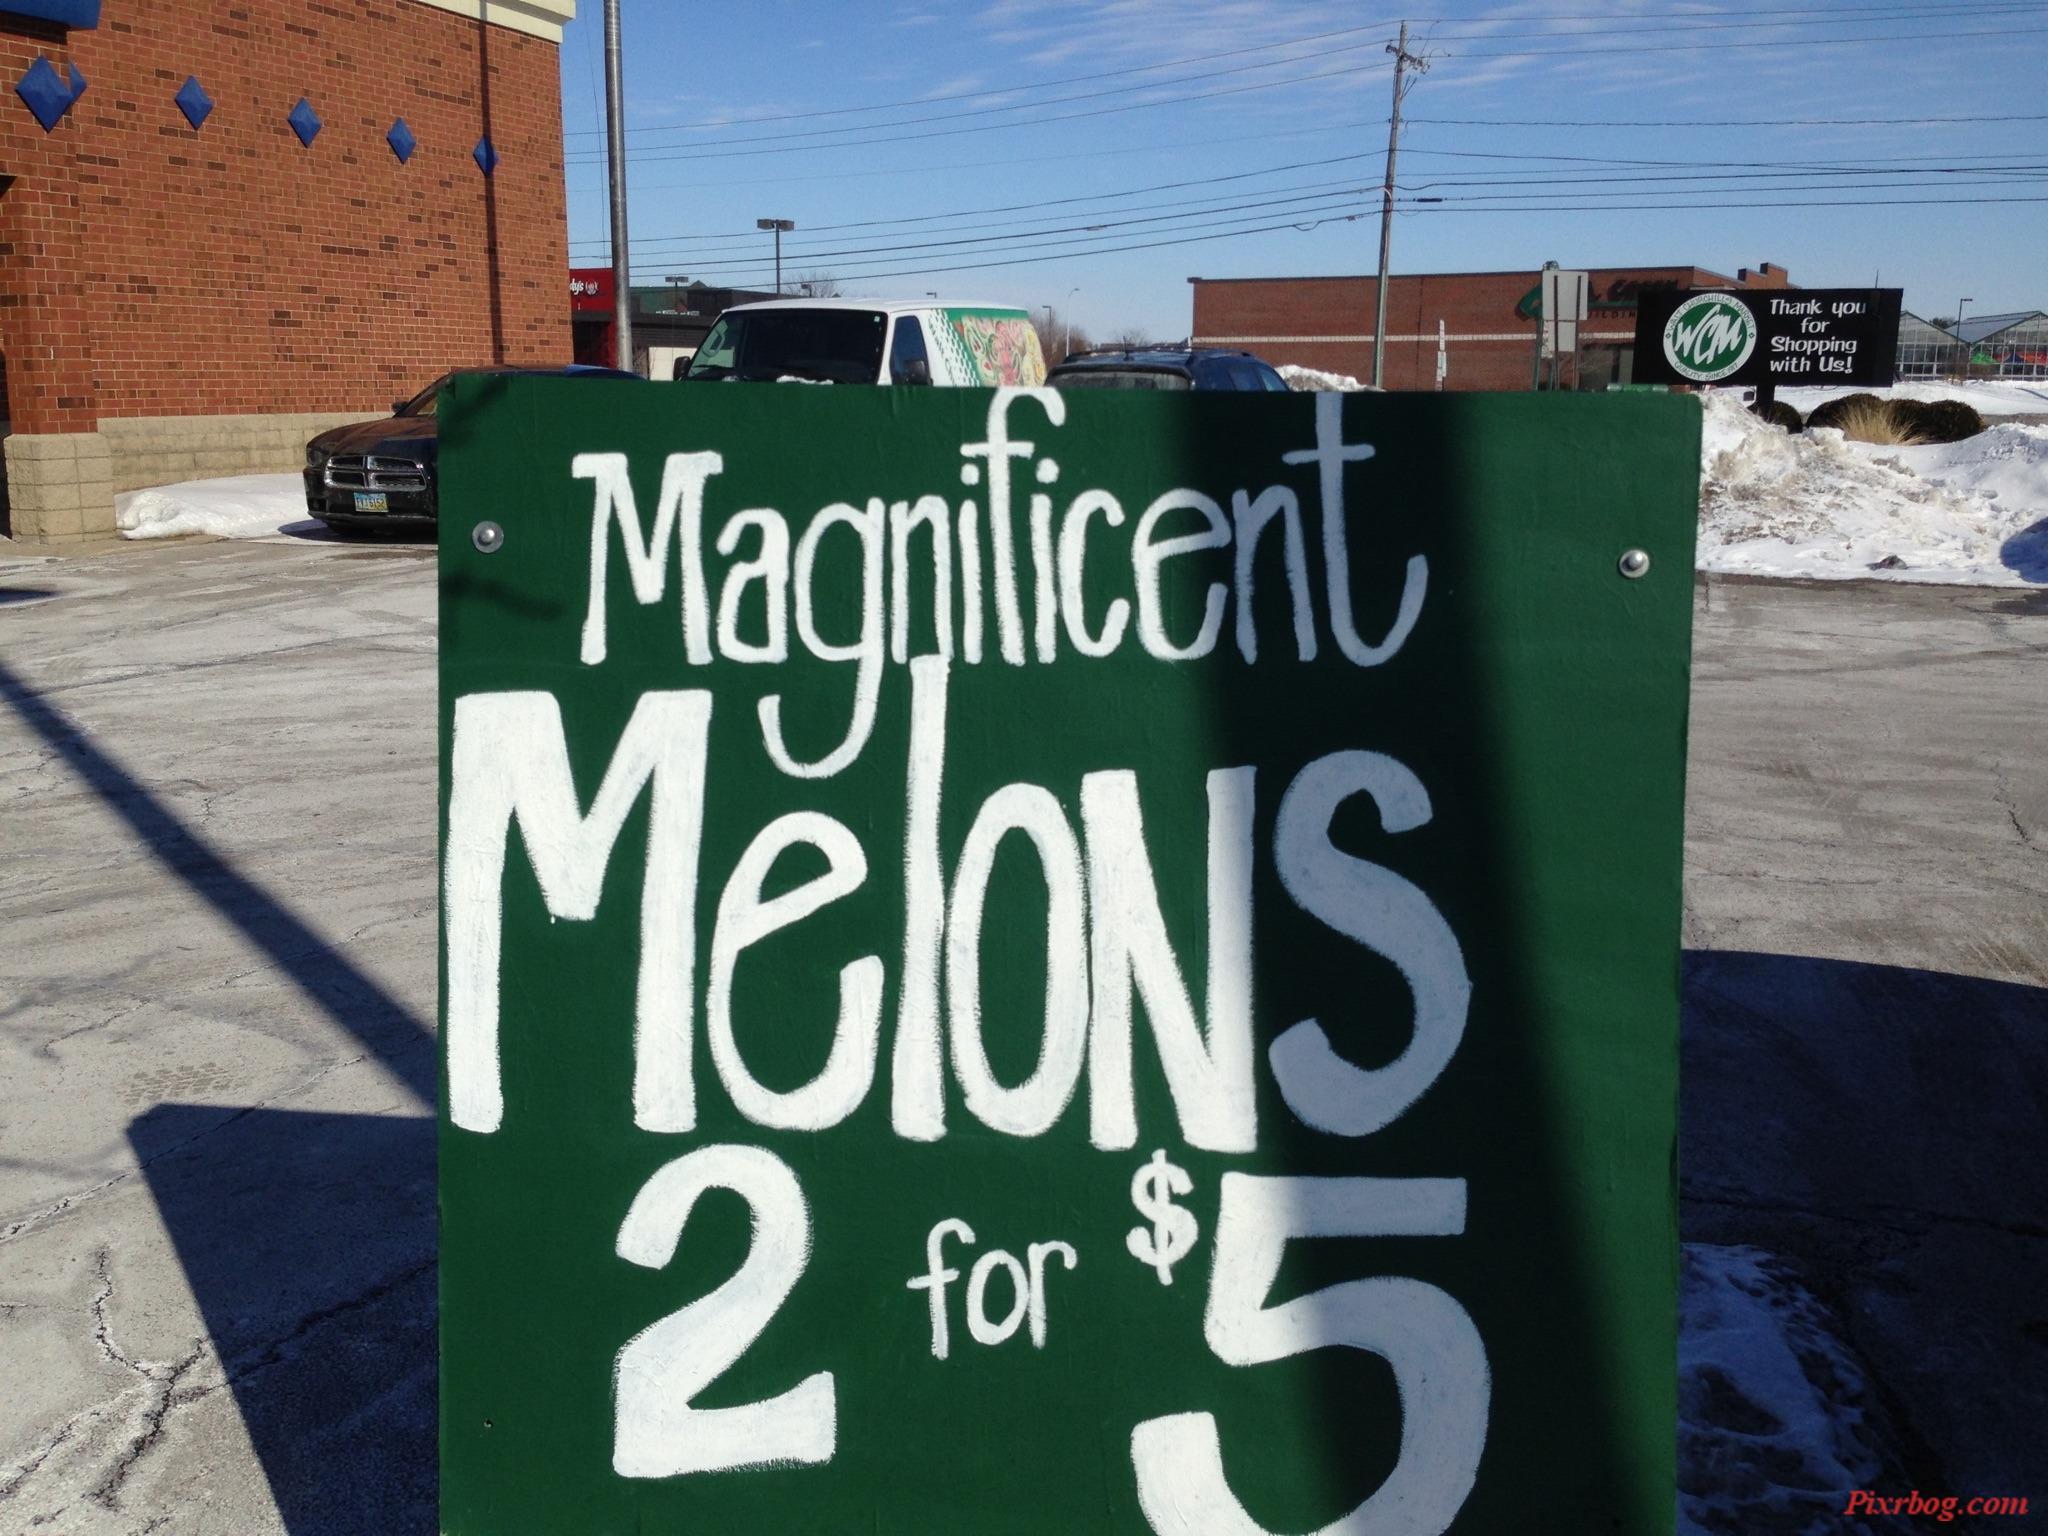 Magnificent
Melons
2 for $5
WCM
Thank you
for
Shopping
with Us!
Pixrbog.com